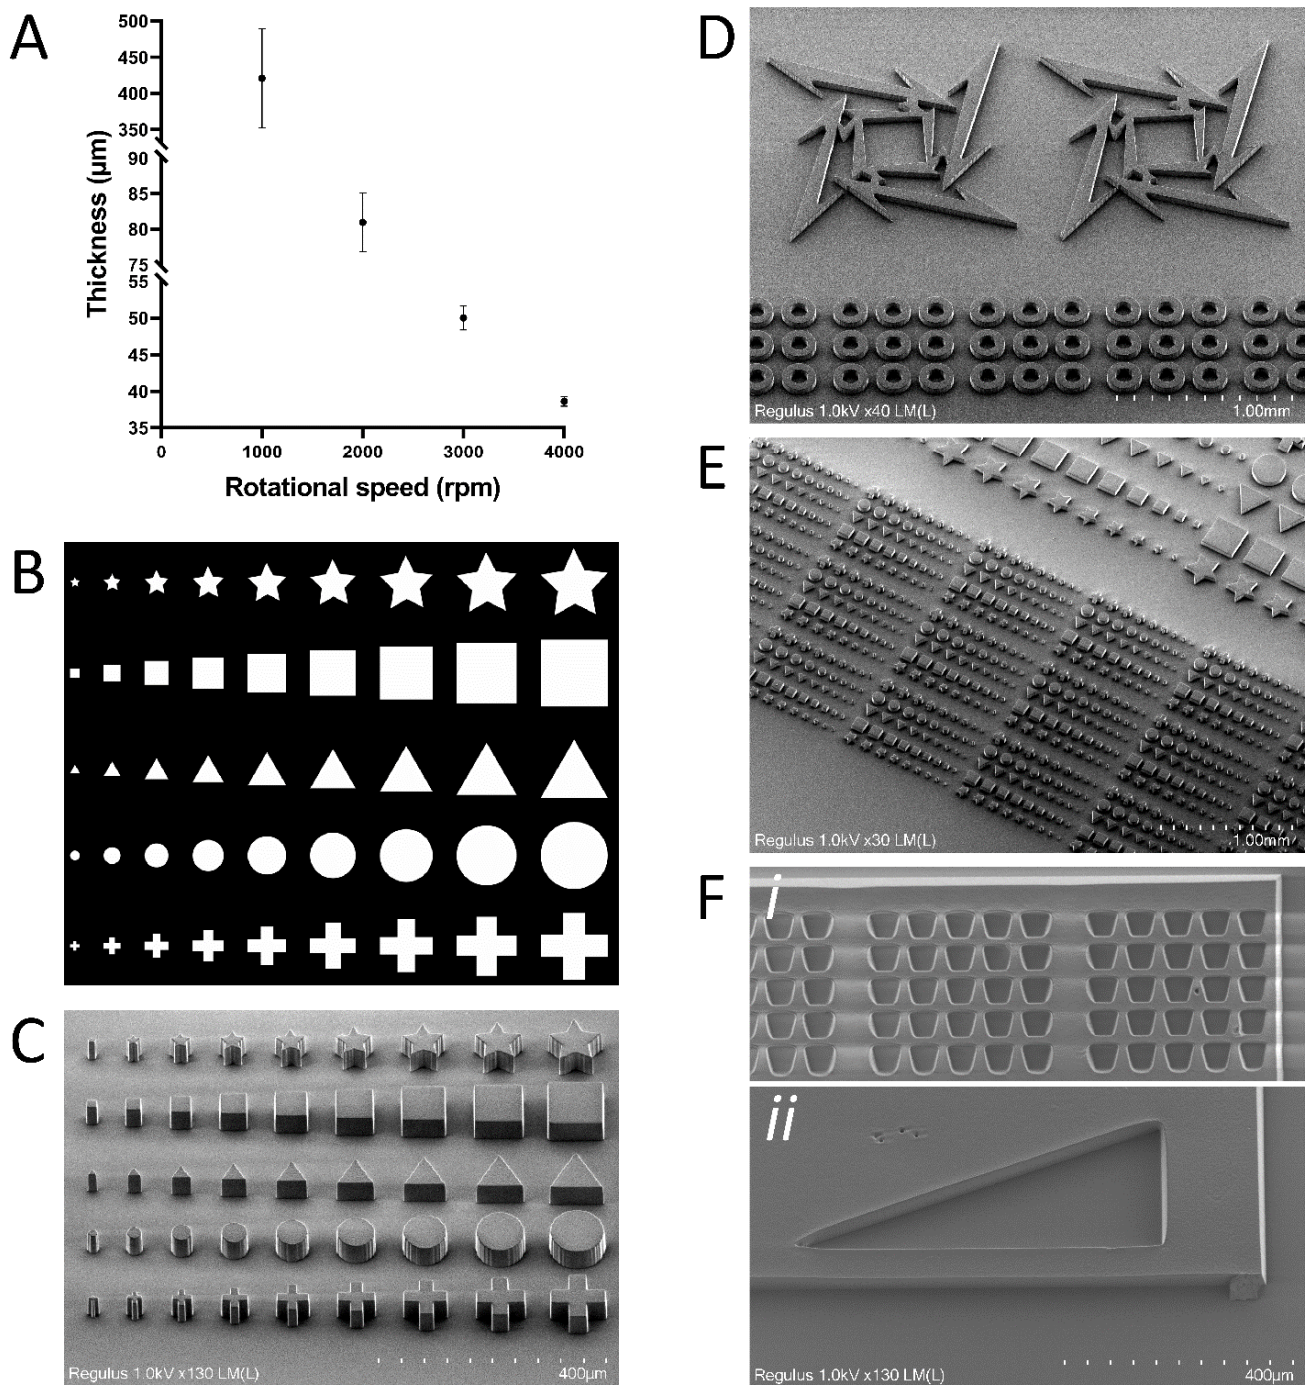 A
500
450
400
350
90
85
80
75
55
50
45
40
35
Thickness (µm)
0 1000 2000 3000 4000
Rotational speed (rpm)
B
C
Regulus 1.0kV x130 LM(L) 400µm
D
Regulus 1.0kV x40 LM(L) 1.00mm
E
Regulus 1.0kV x30 LM(L) 1.00mm
F
i
ii
Regulus 1.0kV x130 LM(L) 400µm